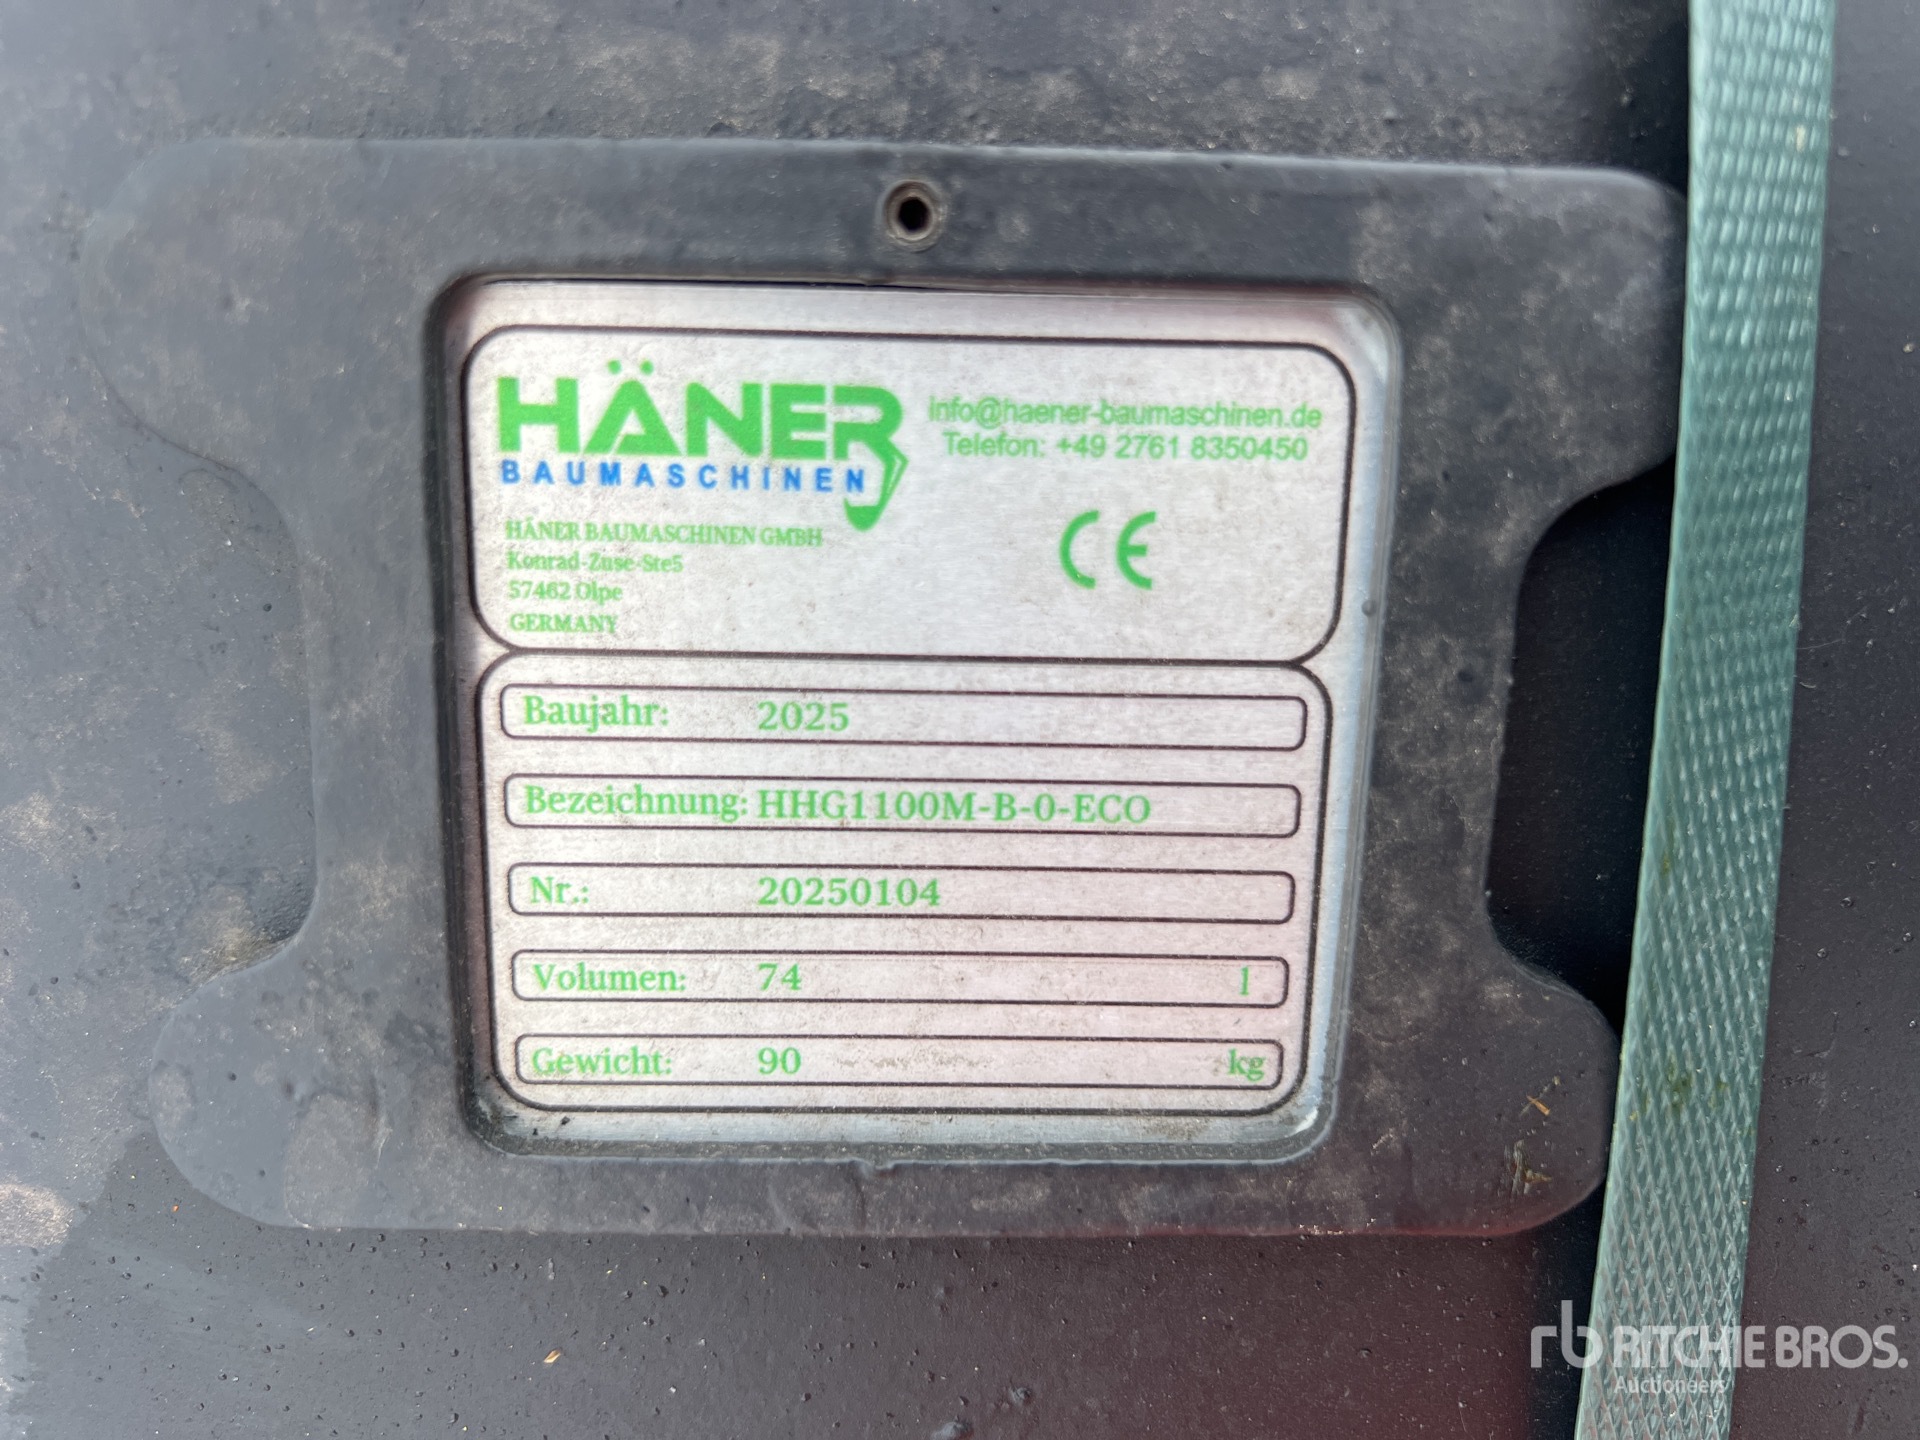 HÄNER
BAUMASCHINEN
info@haener-baumaschinen.de
Telefon: +49 2761 8350450
HÄNER BAUMASCHINEN GMBH
Konrad-Zuse-Ste5
57462 Olpe
GERMANY
CE
Baujahr: 2025
Bezeichnung: HHG1100M-B-0-ECO
Nr.: 20250104
Volumen: 74 l
Gewicht: 90 kg
rb RITCHIE BROS.
Auctioneers